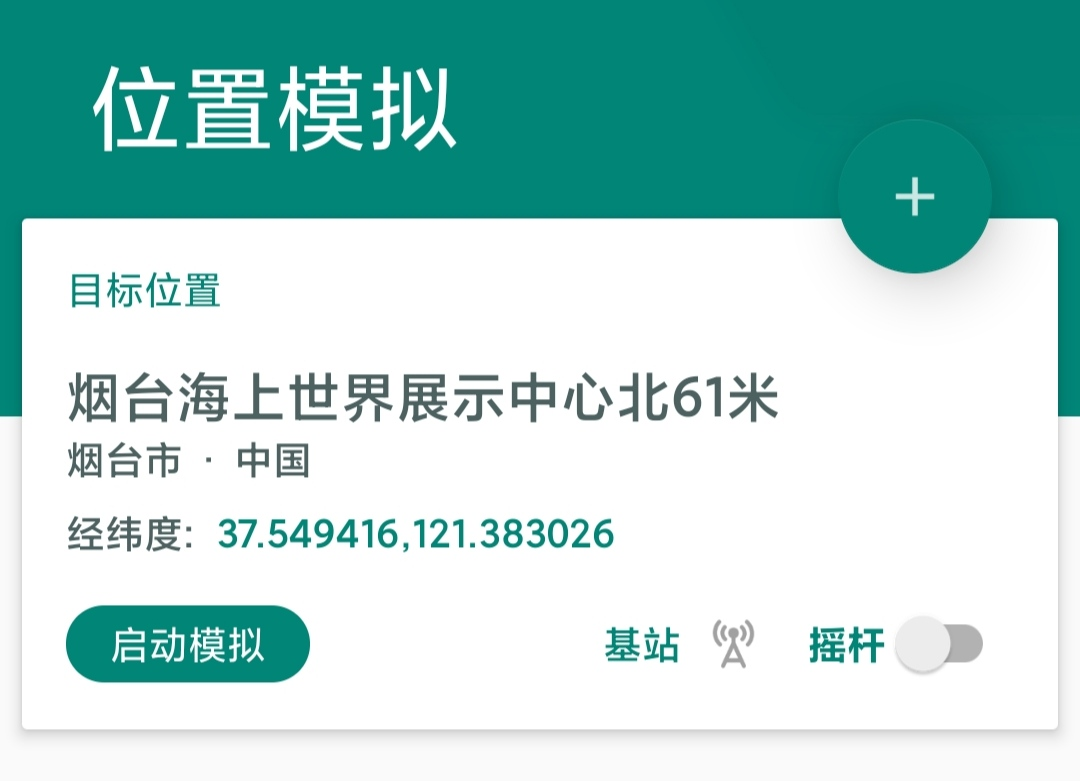 位置模拟
+
目标位置
烟台海上世界展示中心北61米
烟台市 · 中国
经纬度: 37.549416,121.383026
启动模拟 基站 摇杆